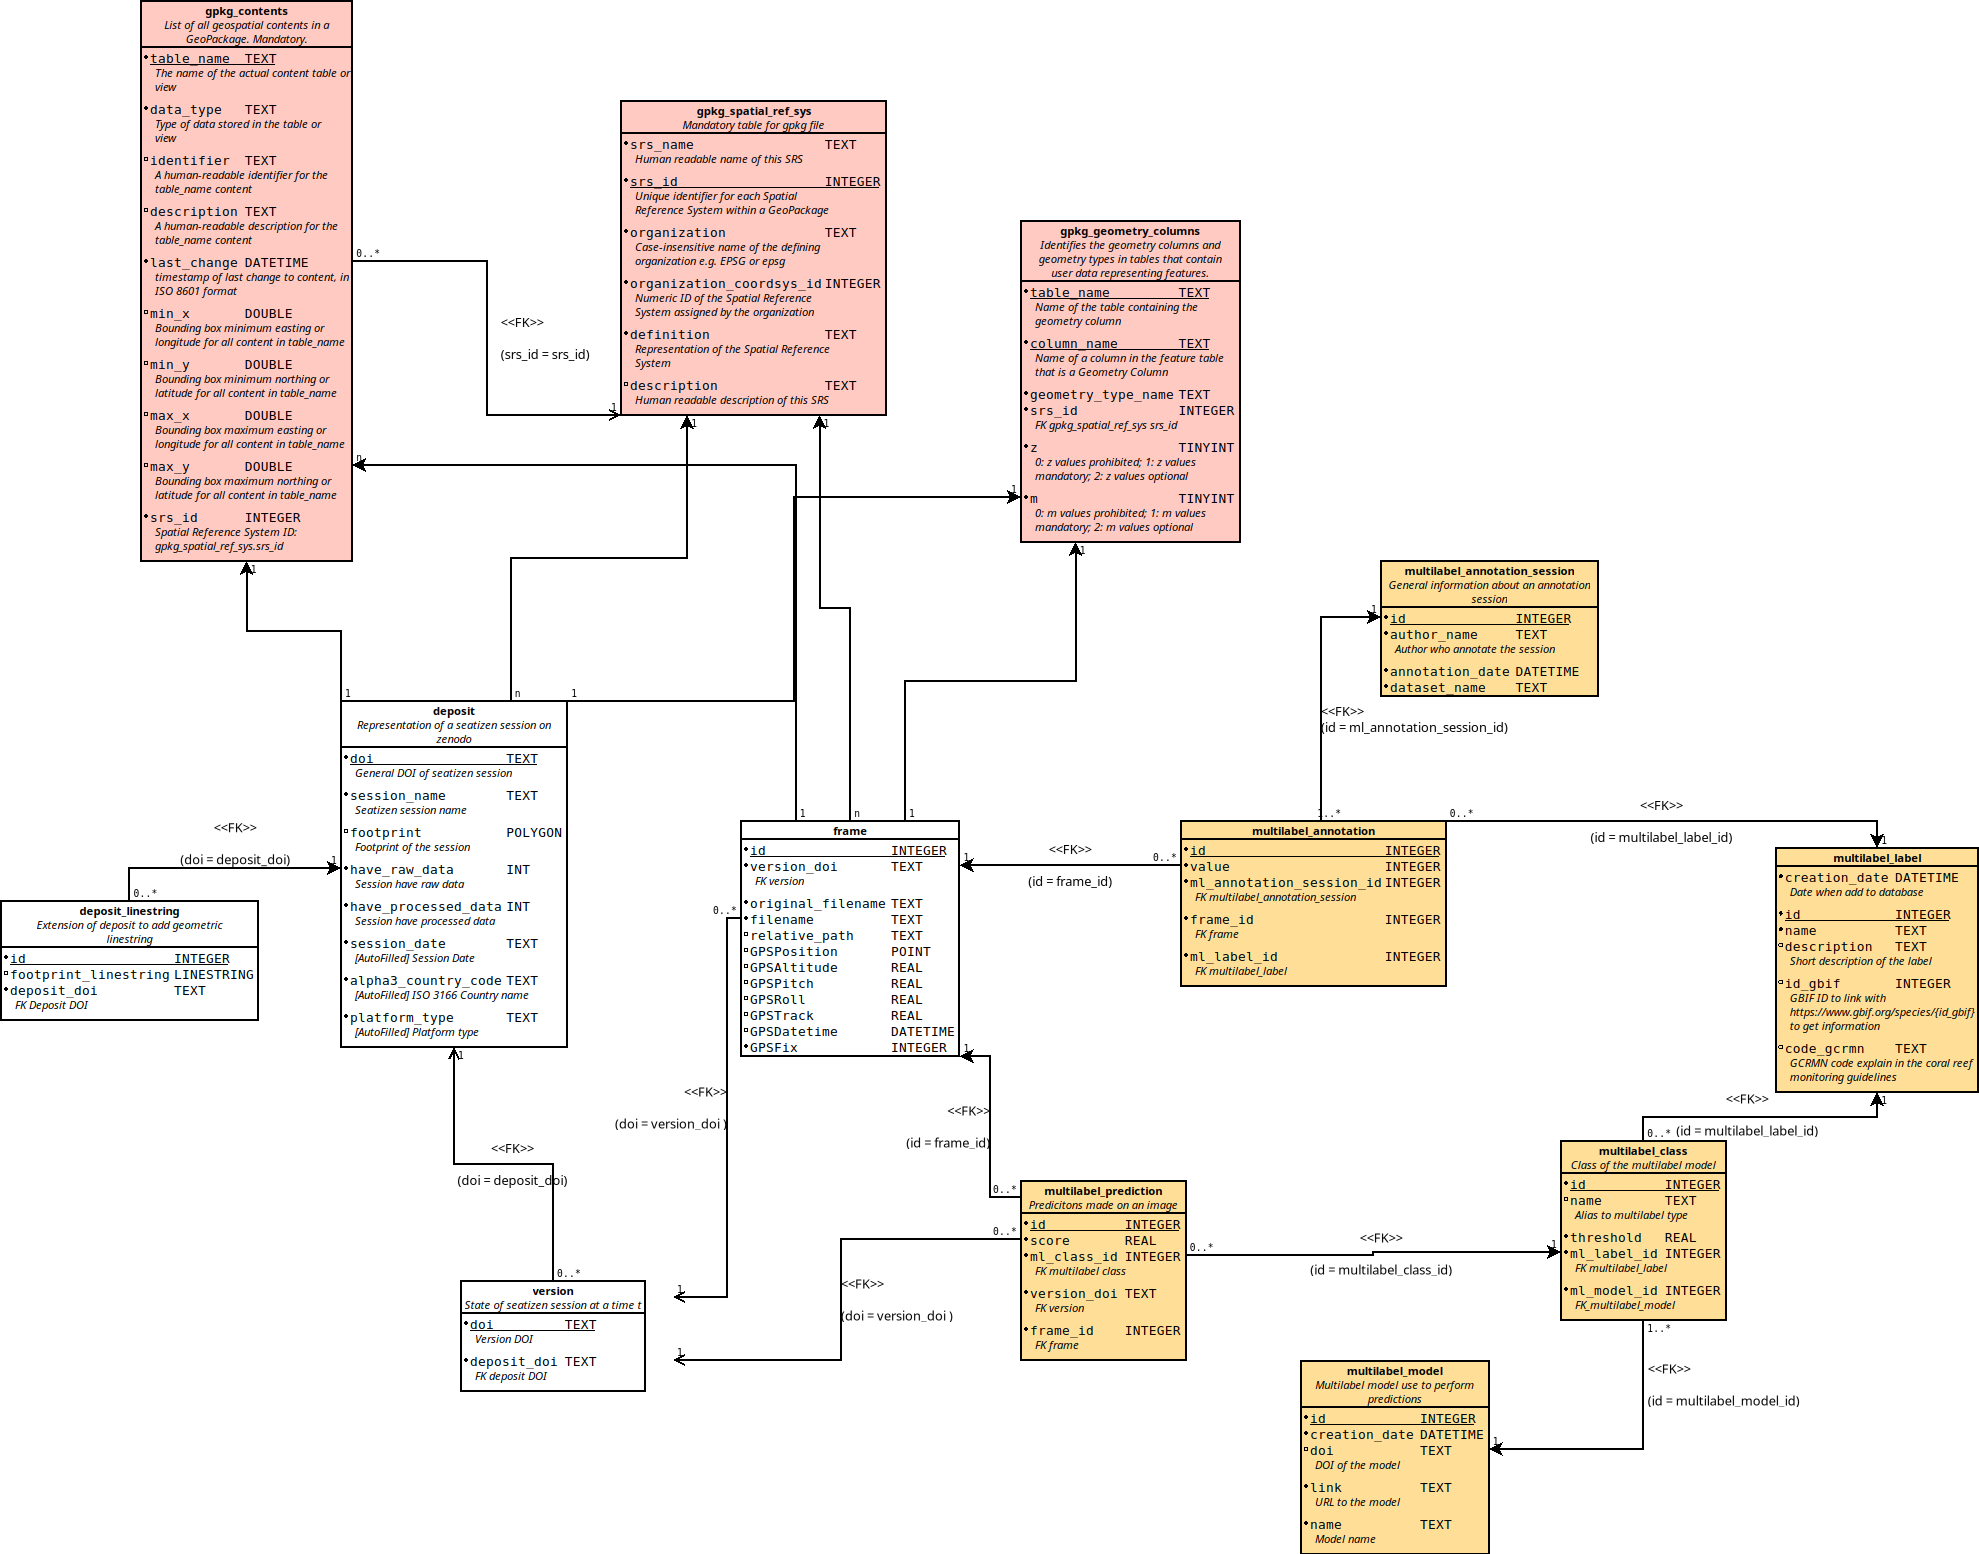 gpkg_contents
List of all geospatial contents in a
GeoPackage. Mandatory.
table_name TEXT
The name of the actual content table or
view
data_type TEXT
Type of data stored in the table or
view
identifier TEXT
A human-readable identifier for the
table_name content
description TEXT
A human-readable description for the
table_name content
last_change DATETIME
timestamp of last change to content, in
ISO 8601 format
min_x DOUBLE
Bounding box minimum easting or
longitude for all content in table_name
min_y DOUBLE
Bounding box minimum northing or
latitude for all content in table_name
max_x DOUBLE
Bounding box maximum easting or
longitude for all content in table_name
max_y DOUBLE
Bounding box maximum northing or
latitude for all content in table_name
srs_id INTEGER
Spatial Reference System ID:
gpkg_spatial_ref_sys.srs_id
0..*
<<FK>>
(srs_id = srs_id)
1
n
1
gpkg_spatial_ref_sys
Mandatory table for gpkg file
srs_name TEXT
Human readable name of this SRS
srs_id INTEGER
Unique identifier for each Spatial
Reference System within a GeoPackage
organization TEXT
Case-insensitive name of the defining
organization e.g. EPSG or epsg
organization_coordsys_id INTEGER
Numeric ID of the Spatial Reference
System assigned by the organization
definition TEXT
Representation of the Spatial Reference
System
description TEXT
Human readable description of this SRS
1
1
gpkg_geometry_columns
Identifies the geometry columns and
geometry types in tables that contain
user data representing features.
table_name TEXT
Name of the table containing the
geometry column
column_name TEXT
Name of a column in the feature table
that is a Geometry Column
geometry_type_name TEXT
srs_id INTEGER
FK gpkg_spatial_ref_sys srs_id
z TINYINT
0: z values prohibited; 1: z values
mandatory; 2: z values optional
m TINYINT
0: m values prohibited; 1: m values
mandatory; 2: m values optional
1
1
multilabel_annotation_session
General information about an annotation
session
id INTEGER
author_name TEXT
Author who annotate the session
annotation_date DATETIME
dataset_name TEXT
1
<<FK>>
(id = ml_annotation_session_id)
1..*
1
n
1
deposit
Representation of a seatizen session on
zenodo
doi TEXT
General DOI of seatizen session
session_name TEXT
Seatizen session name
footprint POLYGON
Footprint of the session
have_raw_data INT
Session have raw data
have_processed_data INT
Session have processed data
session_date TEXT
[AutoFilled] Session Date
alpha3_country_code TEXT
[AutoFilled] ISO 3166 Country name
platform_type TEXT
[AutoFilled] Platform type
<<FK>>
(doi = deposit_doi)
1
0..*
deposit_linestring
Extension of deposit to add geometric
linestring
id INTEGER
footprint_linestring LINESTRING
deposit_doi TEXT
FK Deposit DOI
1
n
1
frame
id INTEGER
version_doi TEXT
FK version
original_filename TEXT
filename TEXT
relative_path TEXT
GPSPosition POINT
GPSAltitude REAL
GPSPitch REAL
GPSRoll REAL
GPSTrack REAL
GPSDatetime DATETIME
GPSFix INTEGER
1
<<FK>>
(id = frame_id)
0..*
multilabel_annotation
id INTEGER
value INTEGER
ml_annotation_session_id INTEGER
FK multilabel_annotation_session
frame_id INTEGER
FK frame
ml_label_id INTEGER
FK multilabel_label
0..*
<<FK>>
(id = multilabel_label_id)
1
multilabel_label
creation_date DATETIME
Date when add to database
id INTEGER
name TEXT
description TEXT
Short description of the label
id_gbif INTEGER
GBIF ID to link with
https://www.gbif.org/species/{id_gbif}
to get information
code_gcrmn TEXT
GCRMN code explain in the coral reef
monitoring guidelines
1
<<FK>>
0..*
(id = multilabel_label_id)
0..*
<<FK>>
(doi = version_doi )
1
1
<<FK>>
(id = frame_id)
0..*
1
<<FK>>
(doi = deposit_doi)
0..*
version
State of seatizen session at a time t
doi TEXT
Version DOI
deposit_doi TEXT
FK deposit DOI
0..*
<<FK>>
(doi = version_doi )
1
multilabel_prediction
Predicitons made on an image
id INTEGER
score REAL
ml_class_id INTEGER
FK multilabel class
version_doi TEXT
FK version
frame_id INTEGER
FK frame
0..*
<<FK>>
(id = multilabel_class_id)
1
multilabel_class
Class of the multilabel model
id INTEGER
name TEXT
Alias to multilabel type
threshold REAL
ml_label_id INTEGER
FK multilabel_label
ml_model_id INTEGER
FK_multilabel_model
1..*
<<FK>>
(id = multilabel_model_id)
1
multilabel_model
Multilabel model use to perform
predictions
id INTEGER
creation_date DATETIME
doi TEXT
DOI of the model
link TEXT
URL to the model
name TEXT
Model name